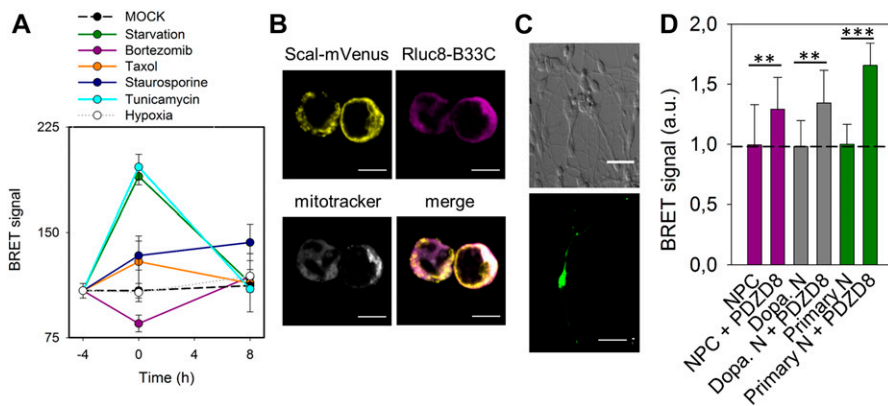 A
MOCK
Starvation
Bortezomib
Taxol
Staurosporine
Tunicamycin
Hypoxia
225
150
75
BRET signal
-4
0
4
8
Time (h)
B
Scal-mVenus
Rluc8-B33C
mitotracker
merge
C
D
BRET signal (a.u.)
2,0
1,5
1,0
0,5
0,0
**
**
***
NPC
NPC + PDZD8
Dopa. N
Dopa. N + PDZD8
Primary N
Primary N + PDZD8